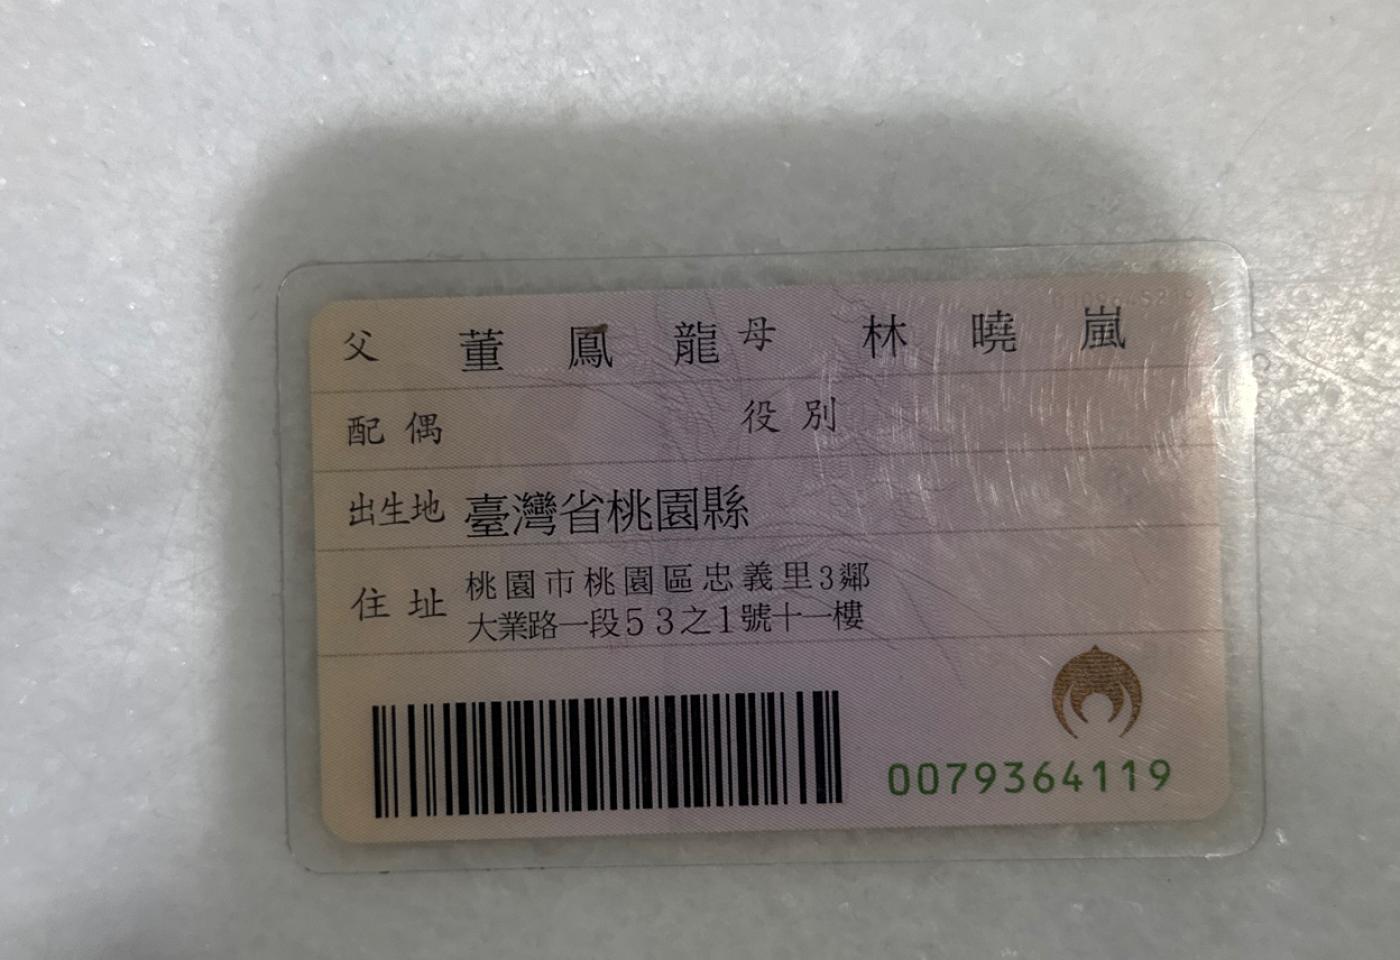 父 董鳳龍 母 林曉嵐
配偶 役別
出生地 臺灣省桃園縣
住址 桃園市桃園區忠義里3鄰
大業路一段53之1號十一樓
0079364119